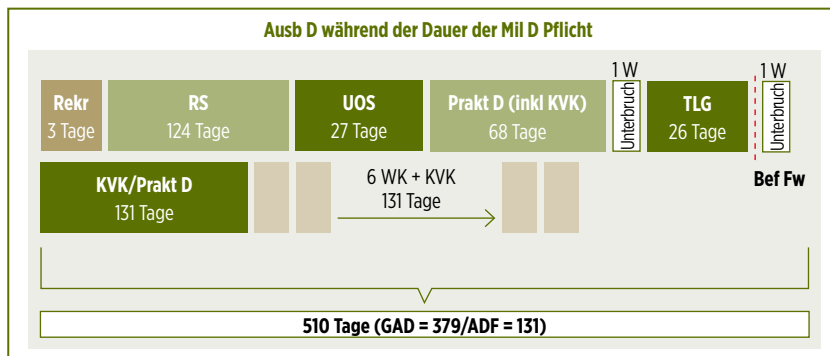 Ausb D während der Dauer der Mil D Pflicht
1 W
1 W
Rekr
3 Tage
RS
124 Tage
UOS
27 Tage
Prakt D (inkl KVK)
68 Tage
Unterbruch
TLG
26 Tage
Unterbruch
KVK/Prakt D
131 Tage
6 WK + KVK
131 Tage
Bef Fw
510 Tage (GAD = 379/ADF = 131)